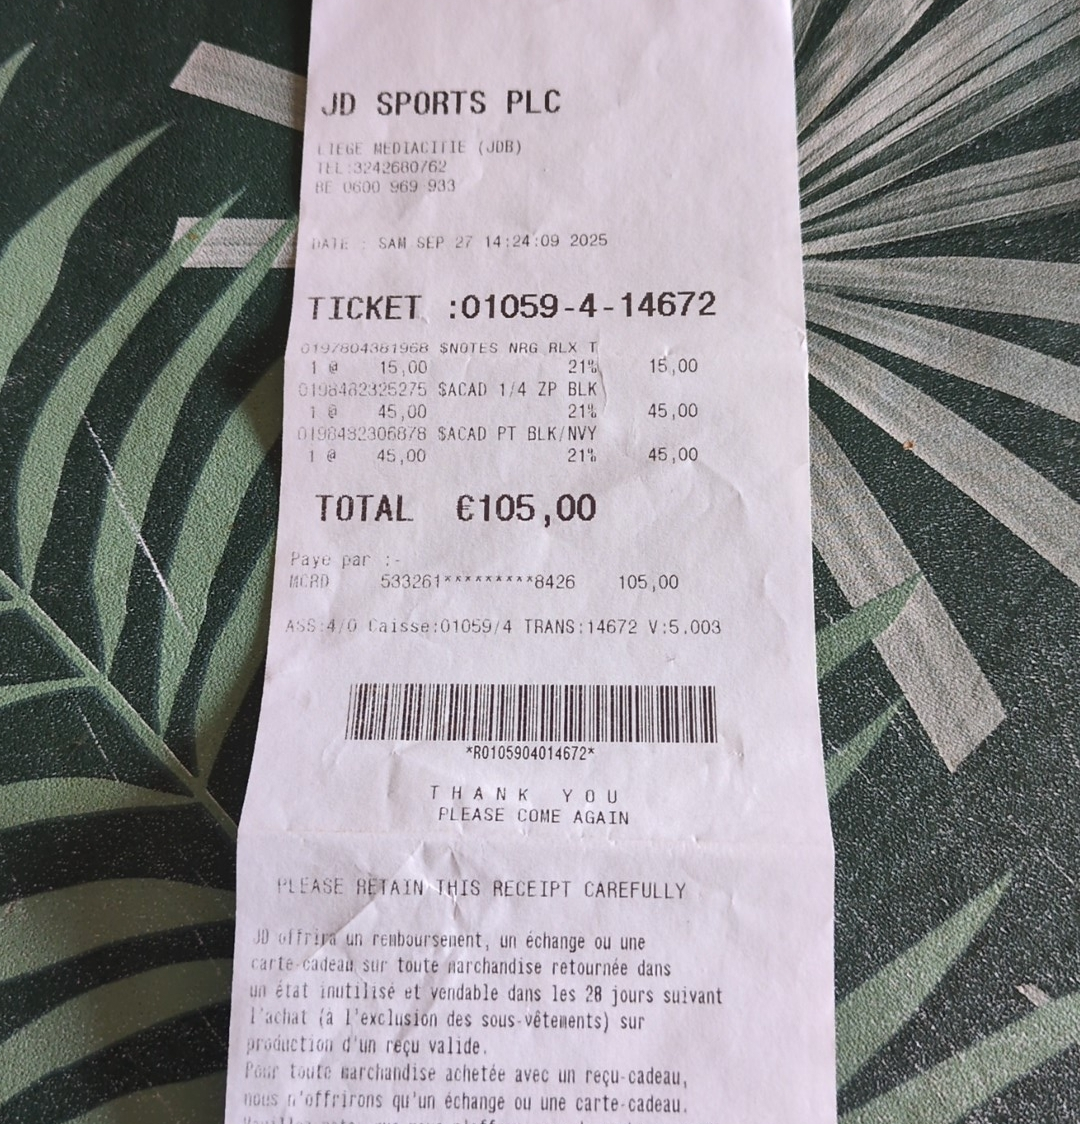 JD SPORTS PLC
LIEGE MEDIACITIE (JDB)
TEL:3242680762
BE 0600 969 933
DATE : SAM SEP 27 14:24:09 2025
TICKET :01059-4-14672
0197804381968 $NOTES NRG RLX T
1 @ 15,00 21% 15,00
0198482325275 $ACAD 1/4 ZP BLK
1 @ 45,00 21% 45,00
0198482306878 $ACAD PT BLK/NVY
1 @ 45,00 21% 45,00
TOTAL €105,00
Paye par :-
MCRD 533261*********8426 105,00
ASS:4/0 Caisse:01059/4 TRANS:14672 V:5.003
*R0105904014672*
THANK YOU
PLEASE COME AGAIN
PLEASE RETAIN THIS RECEIPT CAREFULLY
JD offrira un remboursement, un échange ou une
carte-cadeau sur toute marchandise retournée dans
un état inutilisé et vendable dans les 28 jours suivant
l'achat (à l'exclusion des sous-vêtements) sur
production d'un reçu valide.
Pour toute marchandise achetée avec un reçu-cadeau,
nous n'offrirons qu'un échange ou une carte-cadeau.